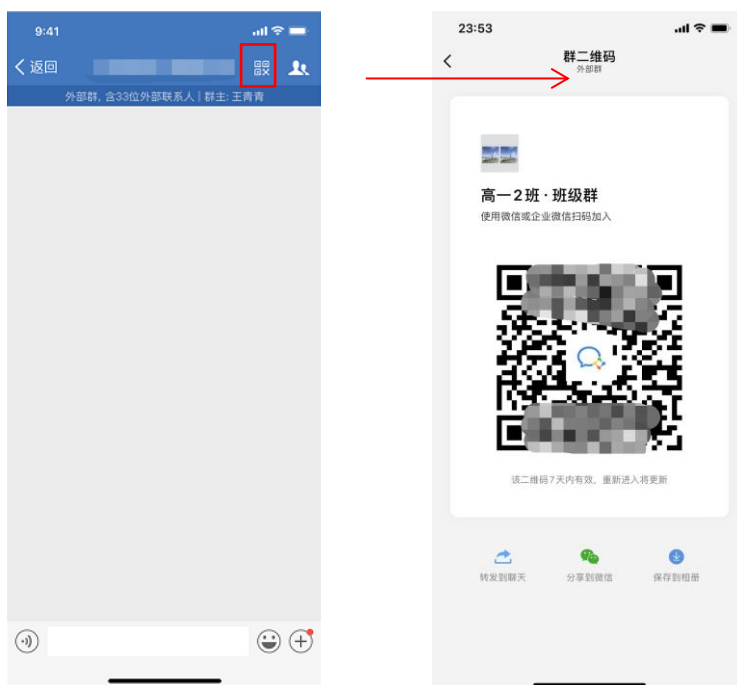 9:41
返回
外部群, 含33位外部联系人 | 群主: 王青青
23:53
群二维码
外部群
高一2班 · 班级群
使用微信或企业微信扫码加入
该二维码7天内有效，重新进入将更新
转发到聊天
分享到微信
保存到相册